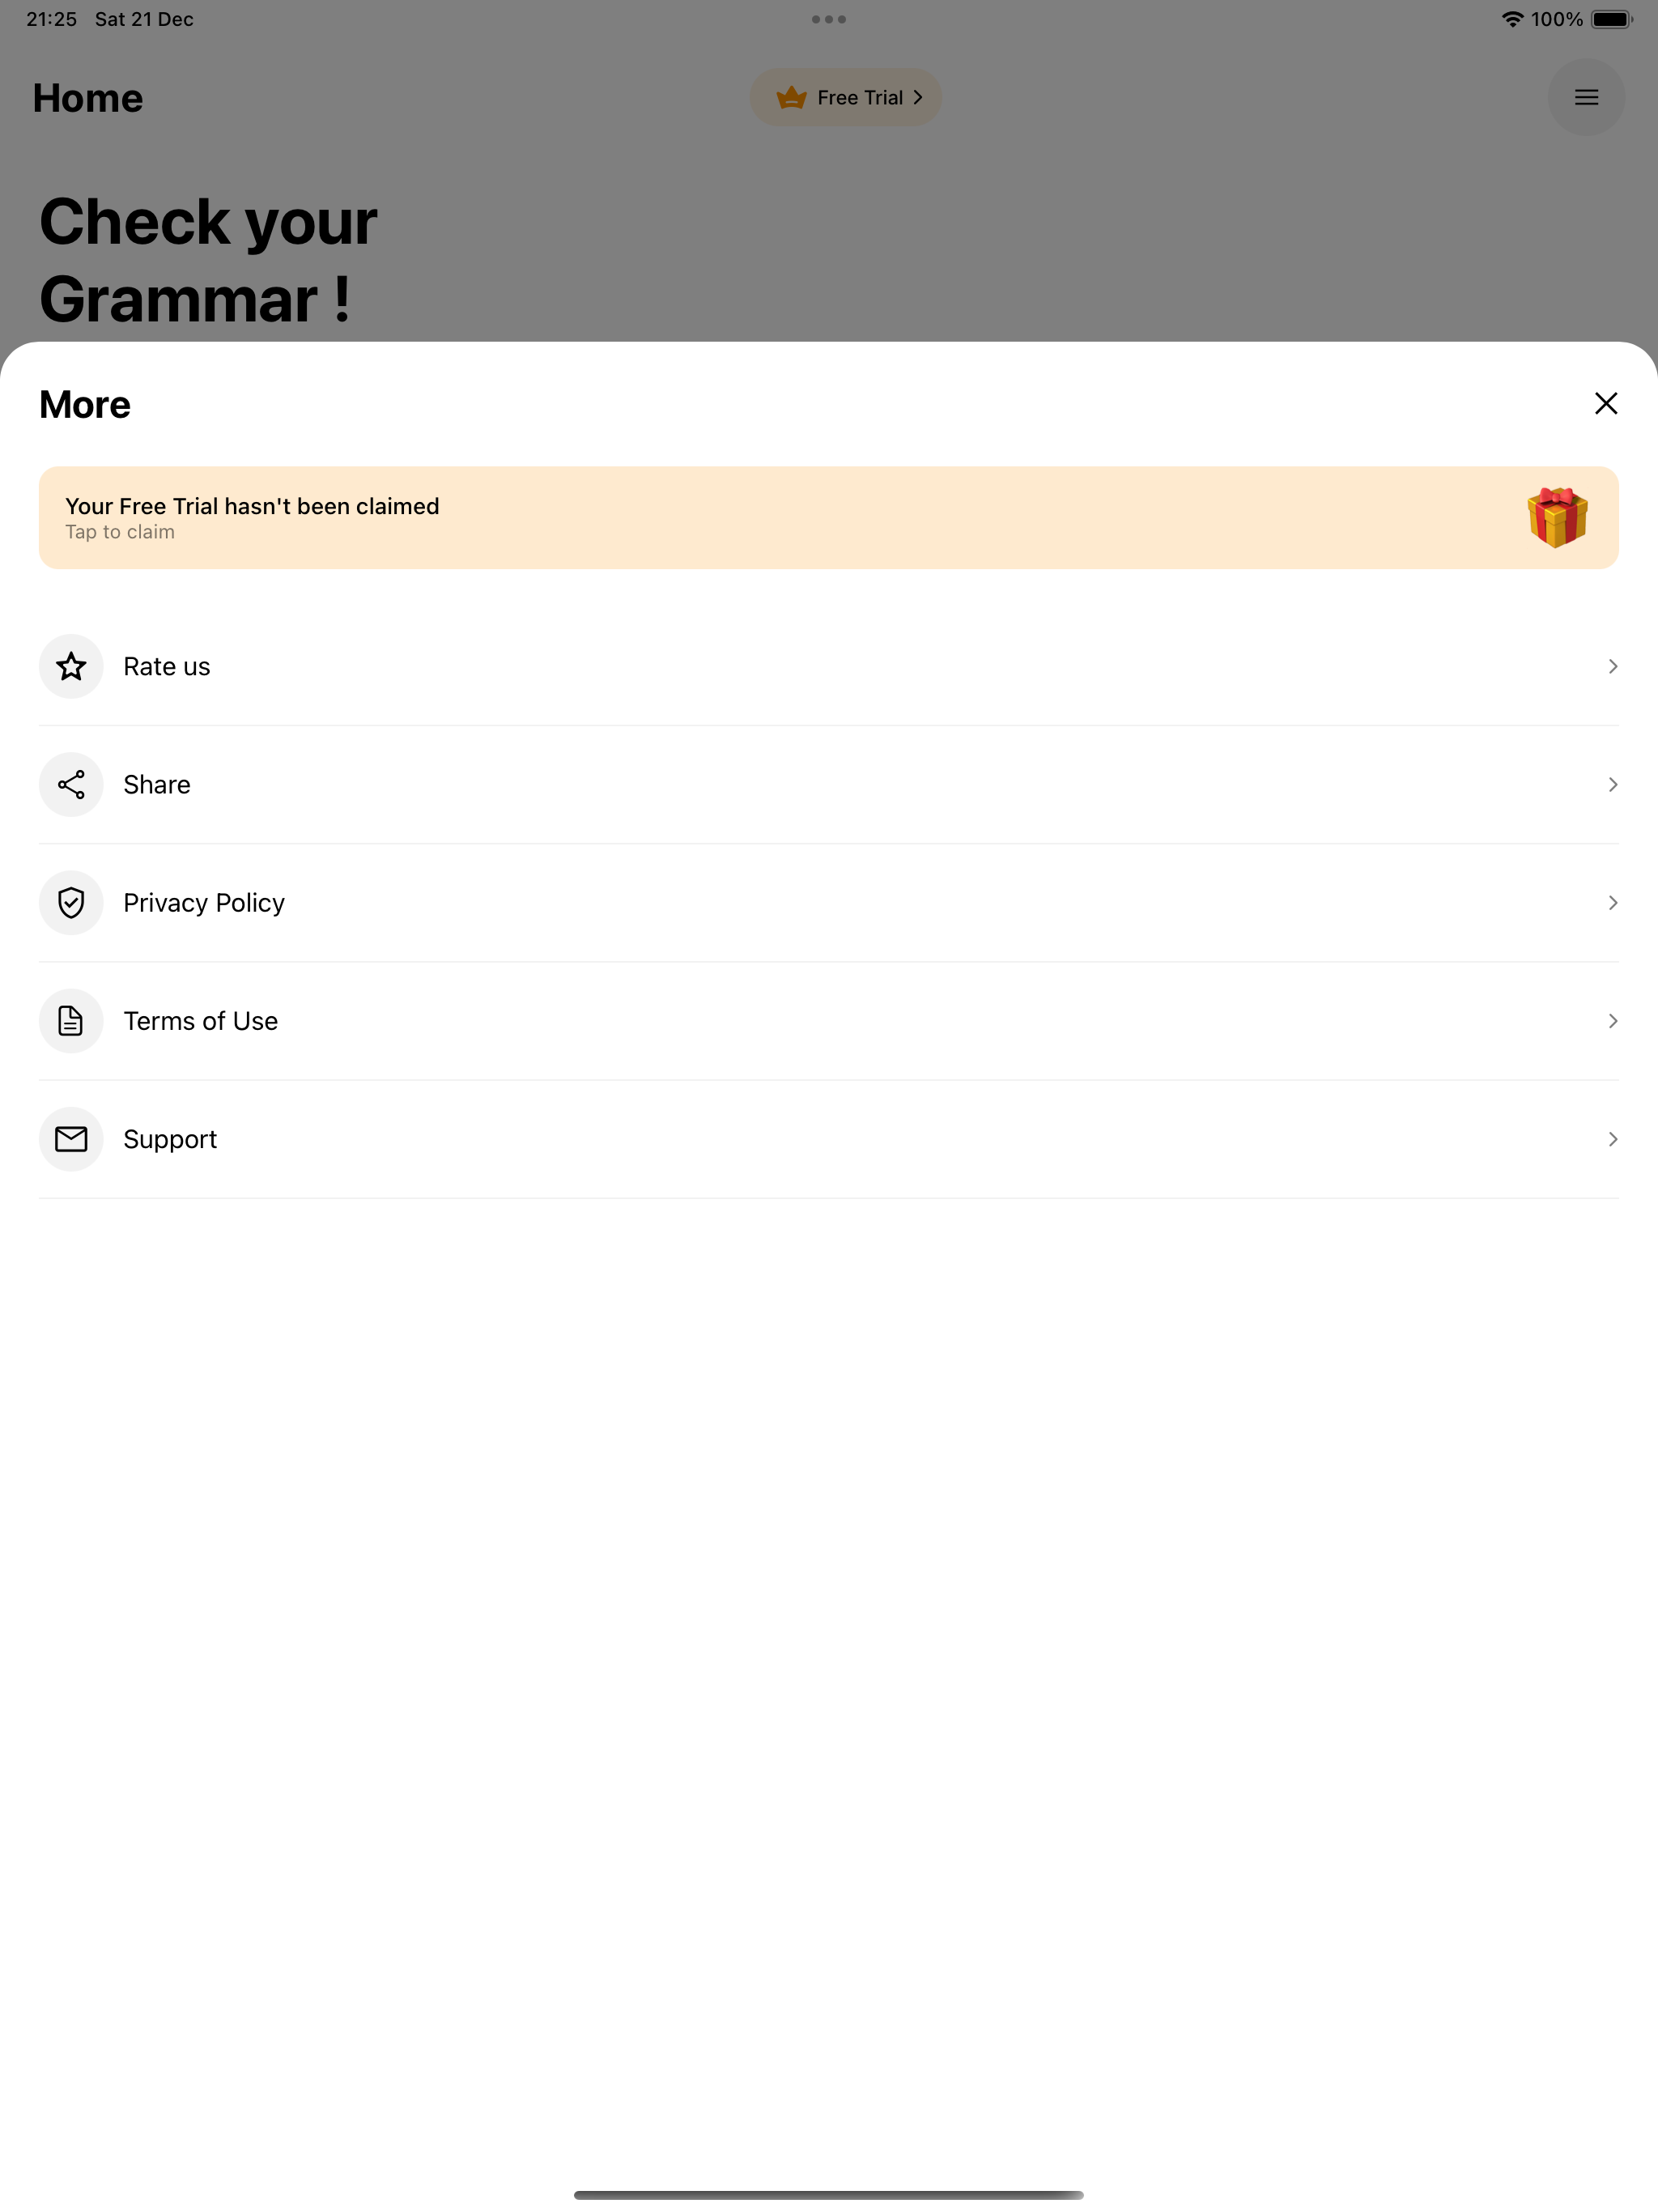 21:25 Sat 21 Dec
100%
Home
Free Trial
Check your
Grammar !
More
Your Free Trial hasn't been claimed
Tap to claim
Rate us
Share
Privacy Policy
Terms of Use
Support